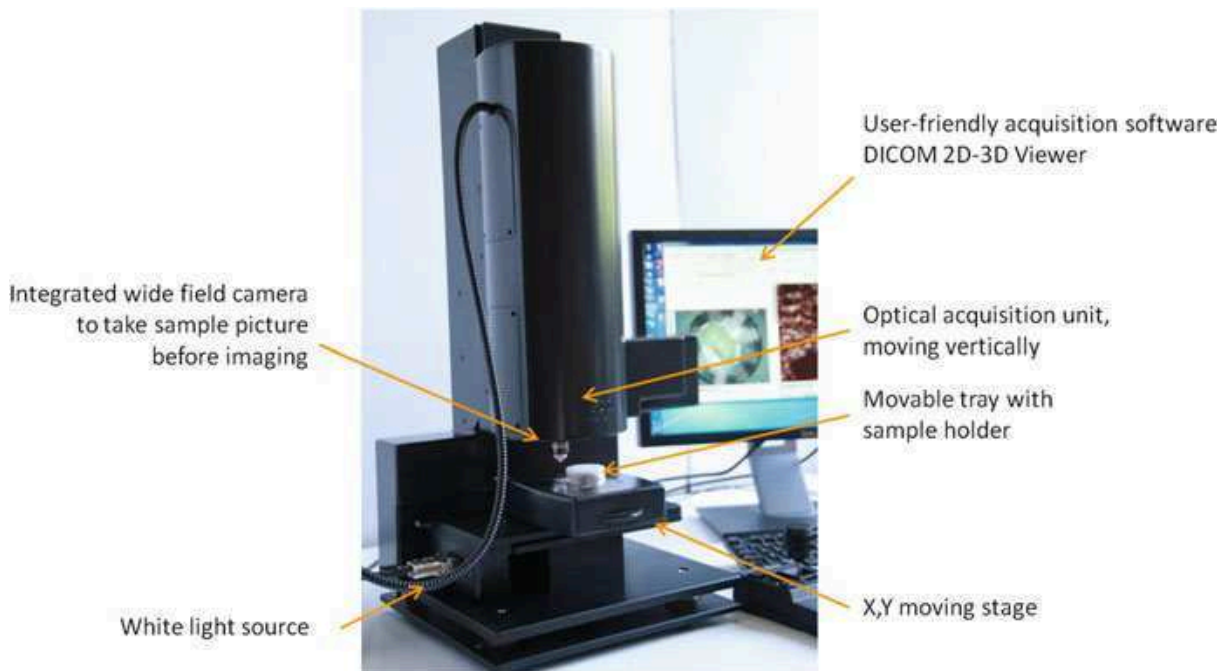 User-friendly acquisition software
DICOM 2D-3D Viewer
Integrated wide field camera
to take sample picture
before imaging
Optical acquisition unit,
moving vertically
Movable tray with
sample holder
White light source
X,Y moving stage